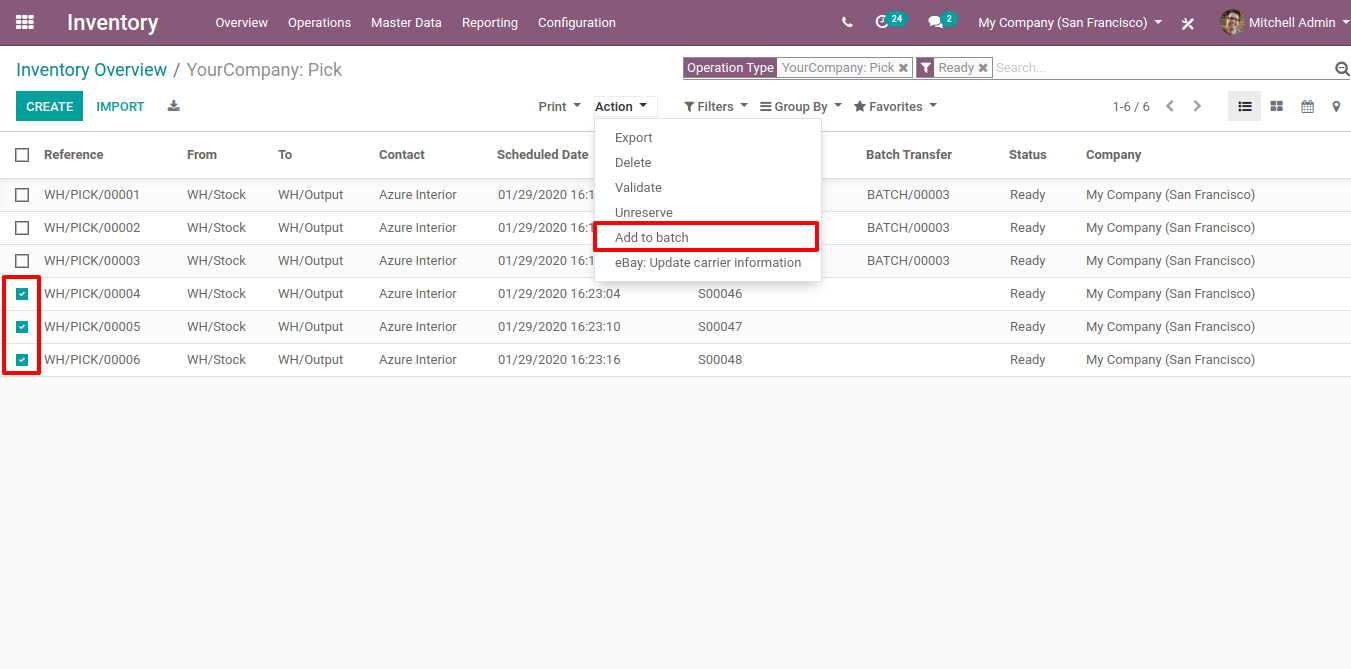 Inventory Overview Operations Master Data Reporting Configuration 24 2 My Company (San Francisco) Mitchell Admin
Inventory Overview / YourCompany: Pick Operation Type YourCompany: Pick Ready Search...
CREATE IMPORT Print Action Filters Group By Favorites 1-6 / 6
Export
Delete
Validate
Unreserve
Add to batch
eBay: Update carrier information
Reference From To Contact Scheduled Date Batch Transfer Status Company
WH/PICK/00001 WH/Stock WH/Output Azure Interior 01/29/2020 16:1 BATCH/00003 Ready My Company (San Francisco)
WH/PICK/00002 WH/Stock WH/Output Azure Interior 01/29/2020 16:1 BATCH/00003 Ready My Company (San Francisco)
WH/PICK/00003 WH/Stock WH/Output Azure Interior 01/29/2020 16:1 BATCH/00003 Ready My Company (San Francisco)
WH/PICK/00004 WH/Stock WH/Output Azure Interior 01/29/2020 16:23:04 S00046 Ready My Company (San Francisco)
WH/PICK/00005 WH/Stock WH/Output Azure Interior 01/29/2020 16:23:10 S00047 Ready My Company (San Francisco)
WH/PICK/00006 WH/Stock WH/Output Azure Interior 01/29/2020 16:23:16 S00048 Ready My Company (San Francisco)